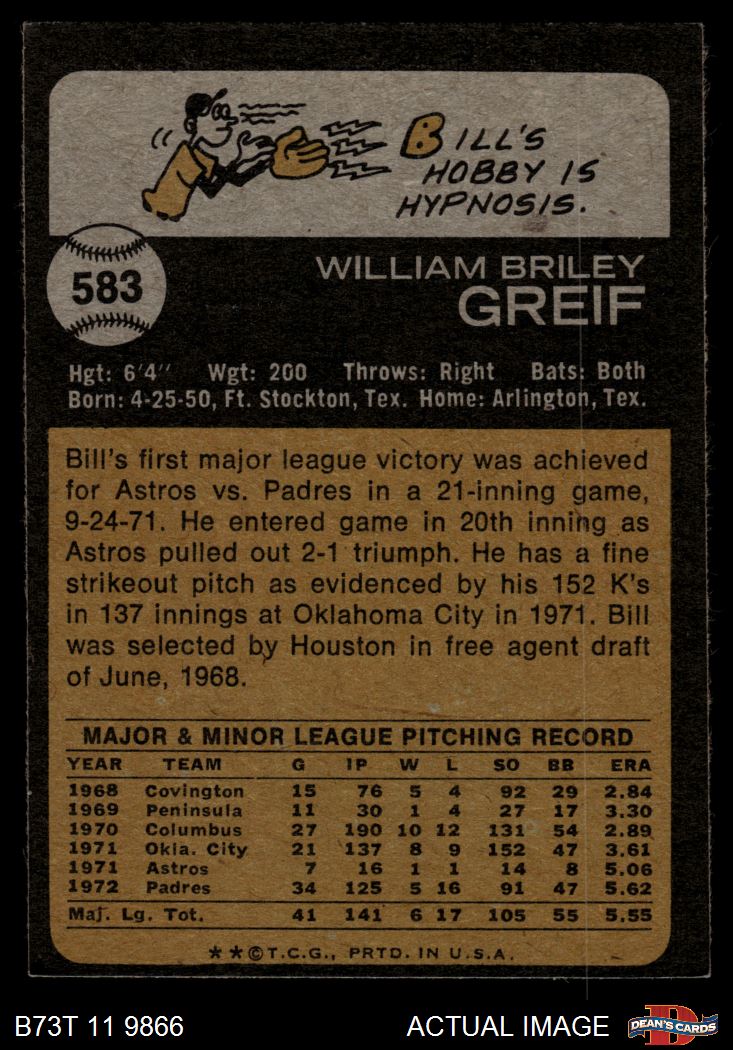 BILL'S
HOBBY IS
HYPNOSIS.
583
WILLIAM BRILEY
GREIF
Hgt: 6'4" Wgt: 200 Throws: Right Bats: Both
Born: 4-25-50, Ft. Stockton, Tex. Home: Arlington, Tex.
Bill's first major league victory was achieved
for Astros vs. Padres in a 21-inning game,
9-24-71. He entered game in 20th inning as
Astros pulled out 2-1 triumph. He has a fine
strikeout pitch as evidenced by his 152 K's
in 137 innings at Oklahoma City in 1971. Bill
was selected by Houston in free agent draft
of June, 1968.
MAJOR & MINOR LEAGUE PITCHING RECORD
YEAR TEAM G IP W L SO BB ERA
1968 Covington 15 76 5 4 92 29 2.84
1969 Peninsula 11 30 1 4 27 17 3.30
1970 Columbus 27 190 10 12 131 54 2.89
1971 Okla. City 21 137 8 9 152 47 3.61
1971 Astros 7 16 1 1 14 8 5.06
1972 Padres 34 125 5 16 91 47 5.62
Maj. Lg. Tot. 41 141 6 17 105 55 5.55
**©T.C.G., PRTD. IN U.S.A.
B73T 11 9866 ACTUAL IMAGE
DEAN'S CARDS